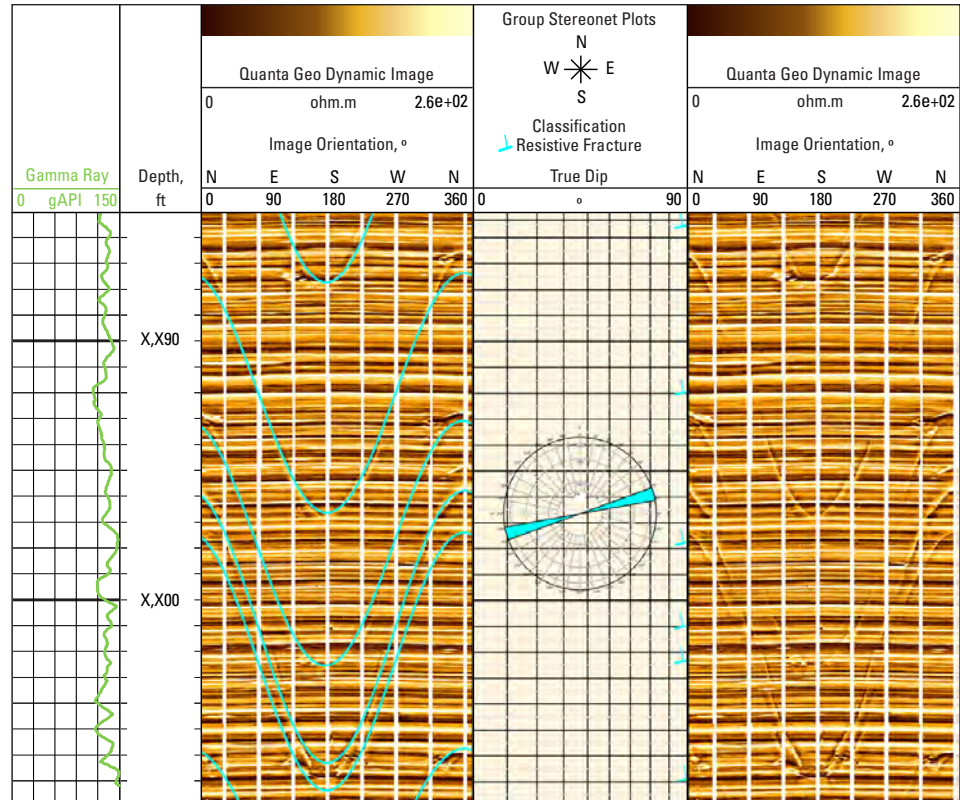 Gamma Ray
0 gAPI 150
Depth,
ft
Quanta Geo Dynamic Image
0 ohm.m 2.6e+02
Image Orientation, º
N E S W N
0 90 180 270 360
Group Stereonet Plots
N
W E
S
Classification
Resistive Fracture
True Dip
0 º 90
Quanta Geo Dynamic Image
0 ohm.m 2.6e+02
Image Orientation, º
N E S W N
0 90 180 270 360
X,X90
X,X00